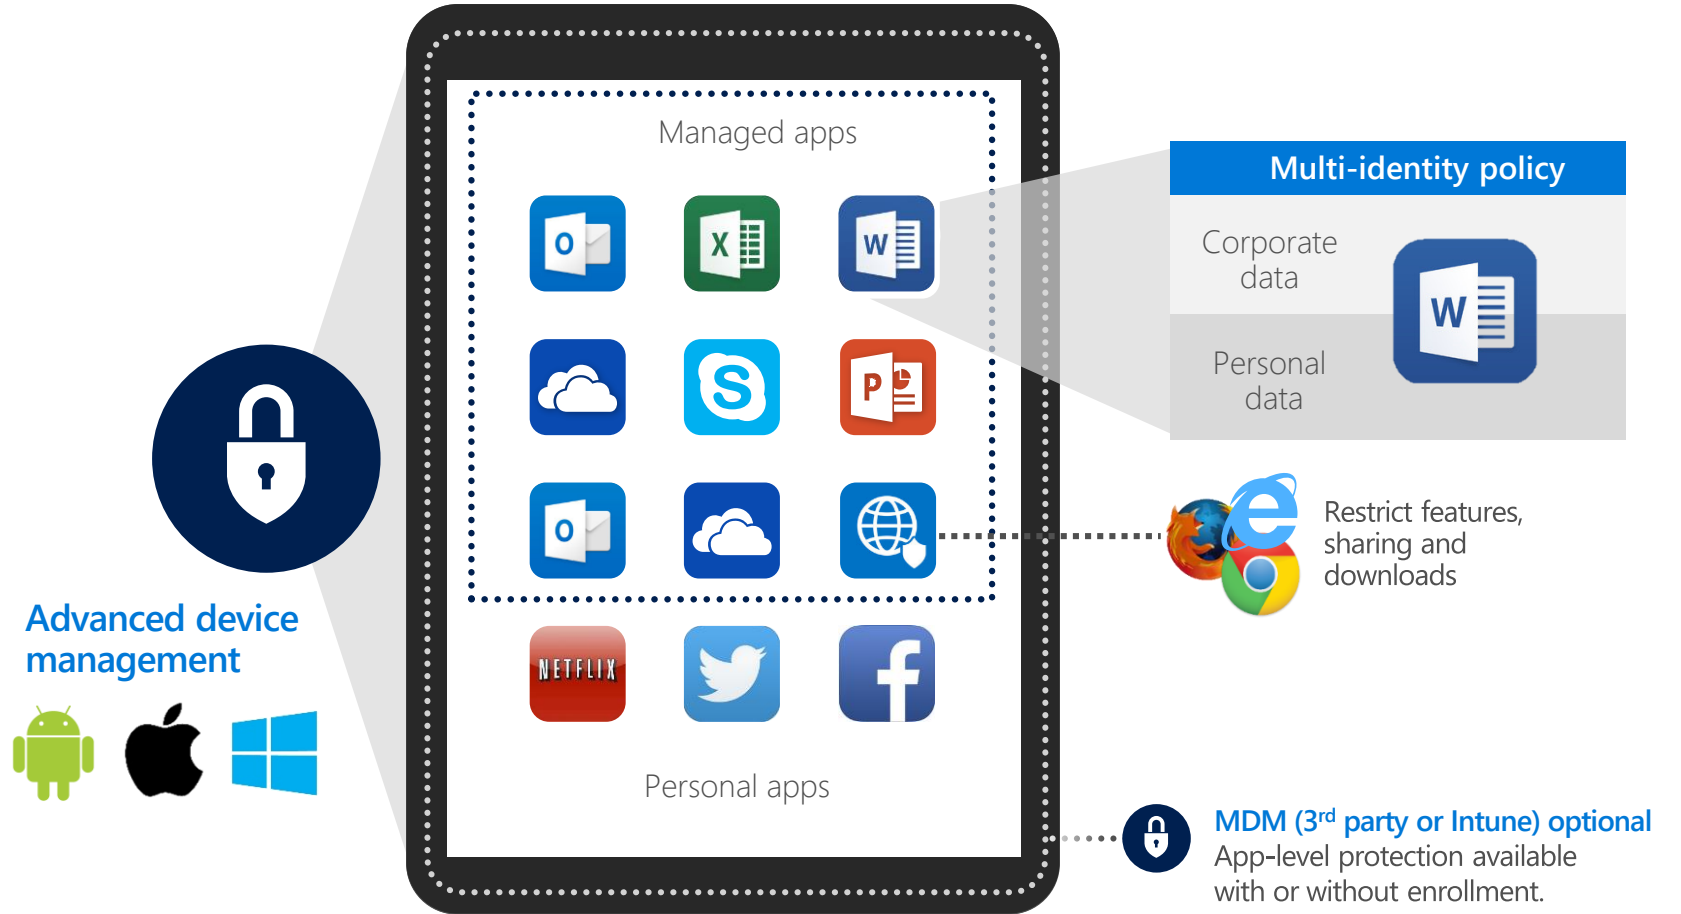 Managed apps
Multi-identity policy
O
X
W
Corporate
data
W
Personal
data
S
P
O
Restrict features,
sharing and
downloads
Advanced device
management
NETFLIX
f
Personal apps
MDM (3rd party or Intune) optional
App-level protection available
with or without enrollment.